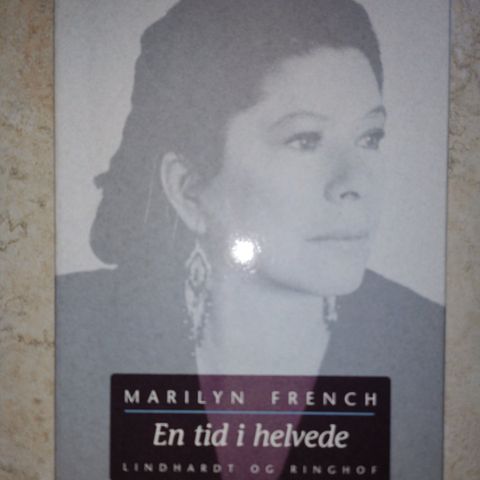 MARILYN FRENCH
En tid i helvede
LINDHARDT OG RINGHOF